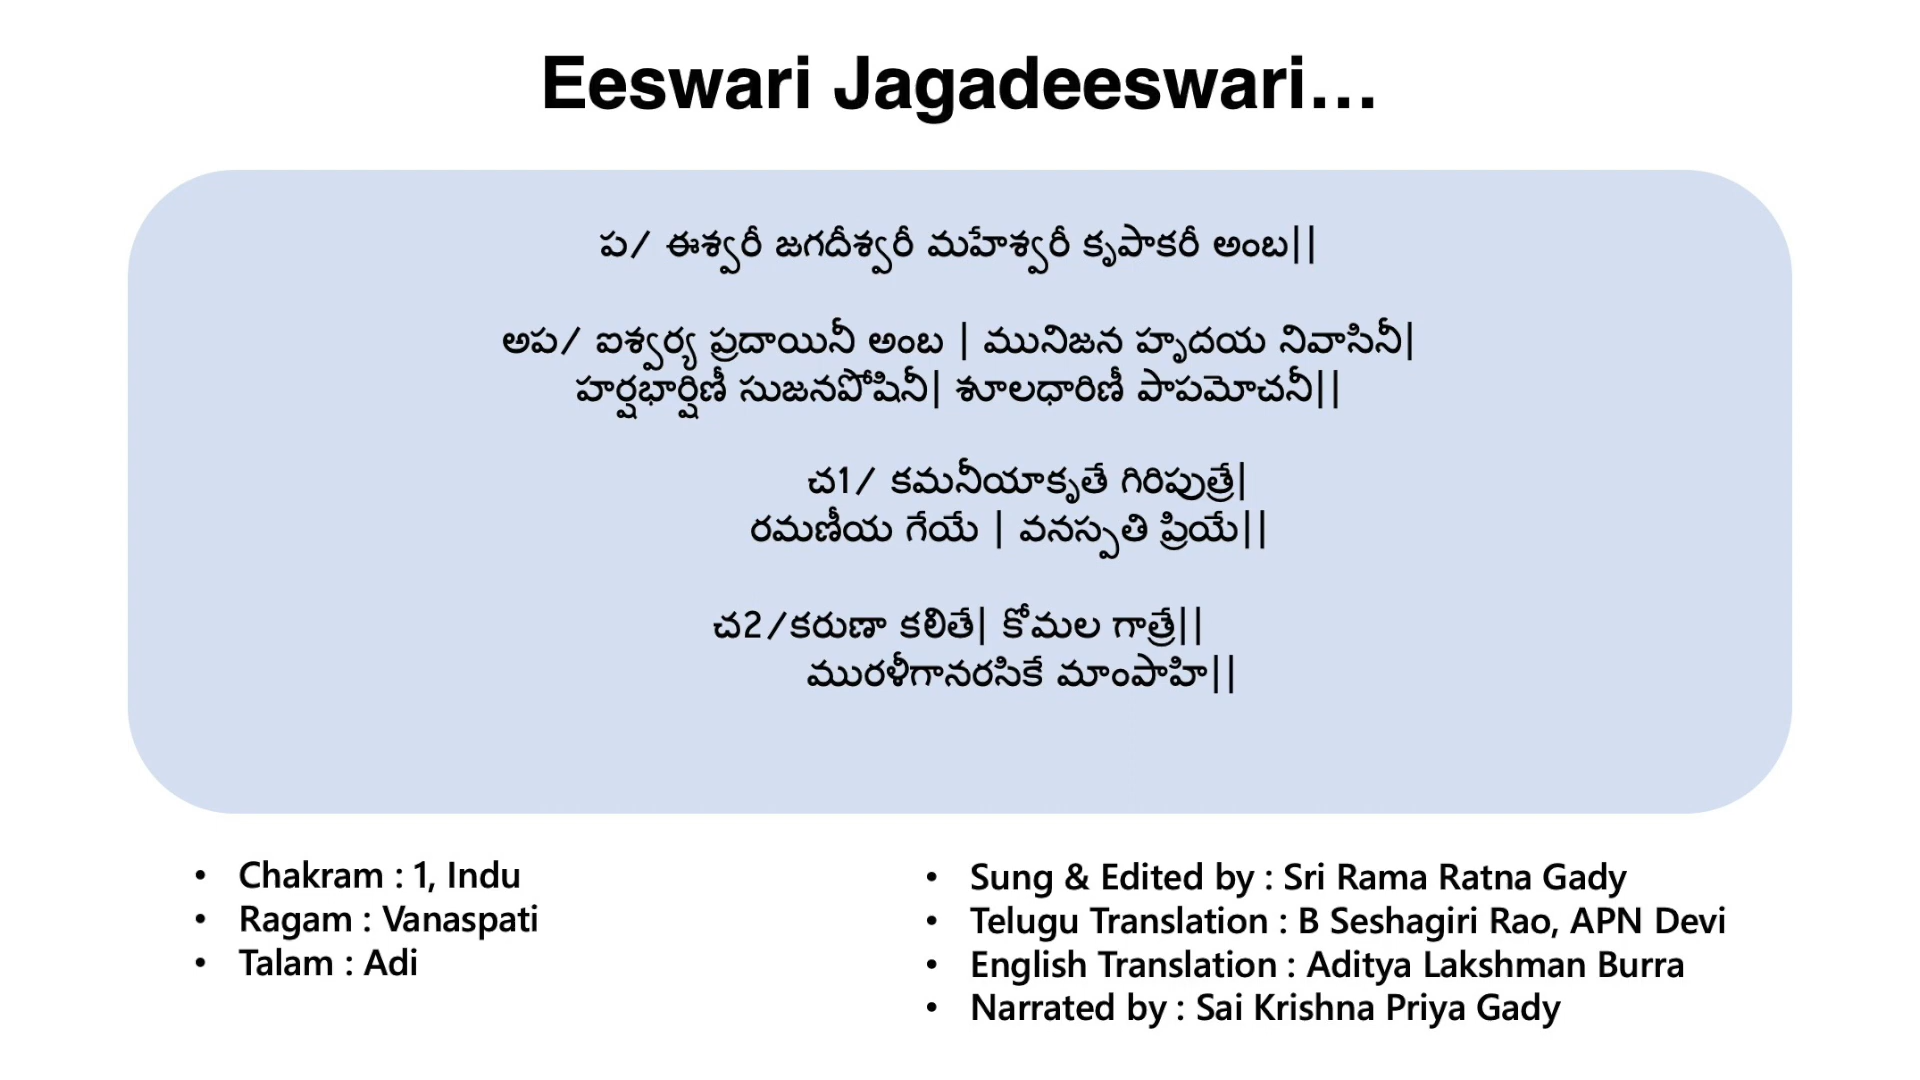 Eeswari Jagadeeswari...
ప/ ఈశ్వరీ జగదీశ్వరీ మహేశ్వరీ కృపాకరీ అంబ||
అప/ ఐశ్వర్య ప్రదాయినీ అంబ | మునిజన హృదయ నివాసినీ|
హర్షభార్షిణీ సుజనపోషినీ| శూలధారిణీ పాపమోచనీ||
చ1/ కమనీయాకృతే గిరిపుత్రే|
రమణీయ గేయే | వనస్పతి ప్రియే||
చ2/కరుణా కలితే| కోమల గాత్రే||
మురళీగానరసికే మాంపాహి||
• Chakram : 1, Indu
• Ragam : Vanaspati
• Talam : Adi
• Sung & Edited by : Sri Rama Ratna Gady
• Telugu Translation : B Seshagiri Rao, APN Devi
• English Translation : Aditya Lakshman Burra
• Narrated by : Sai Krishna Priya Gady